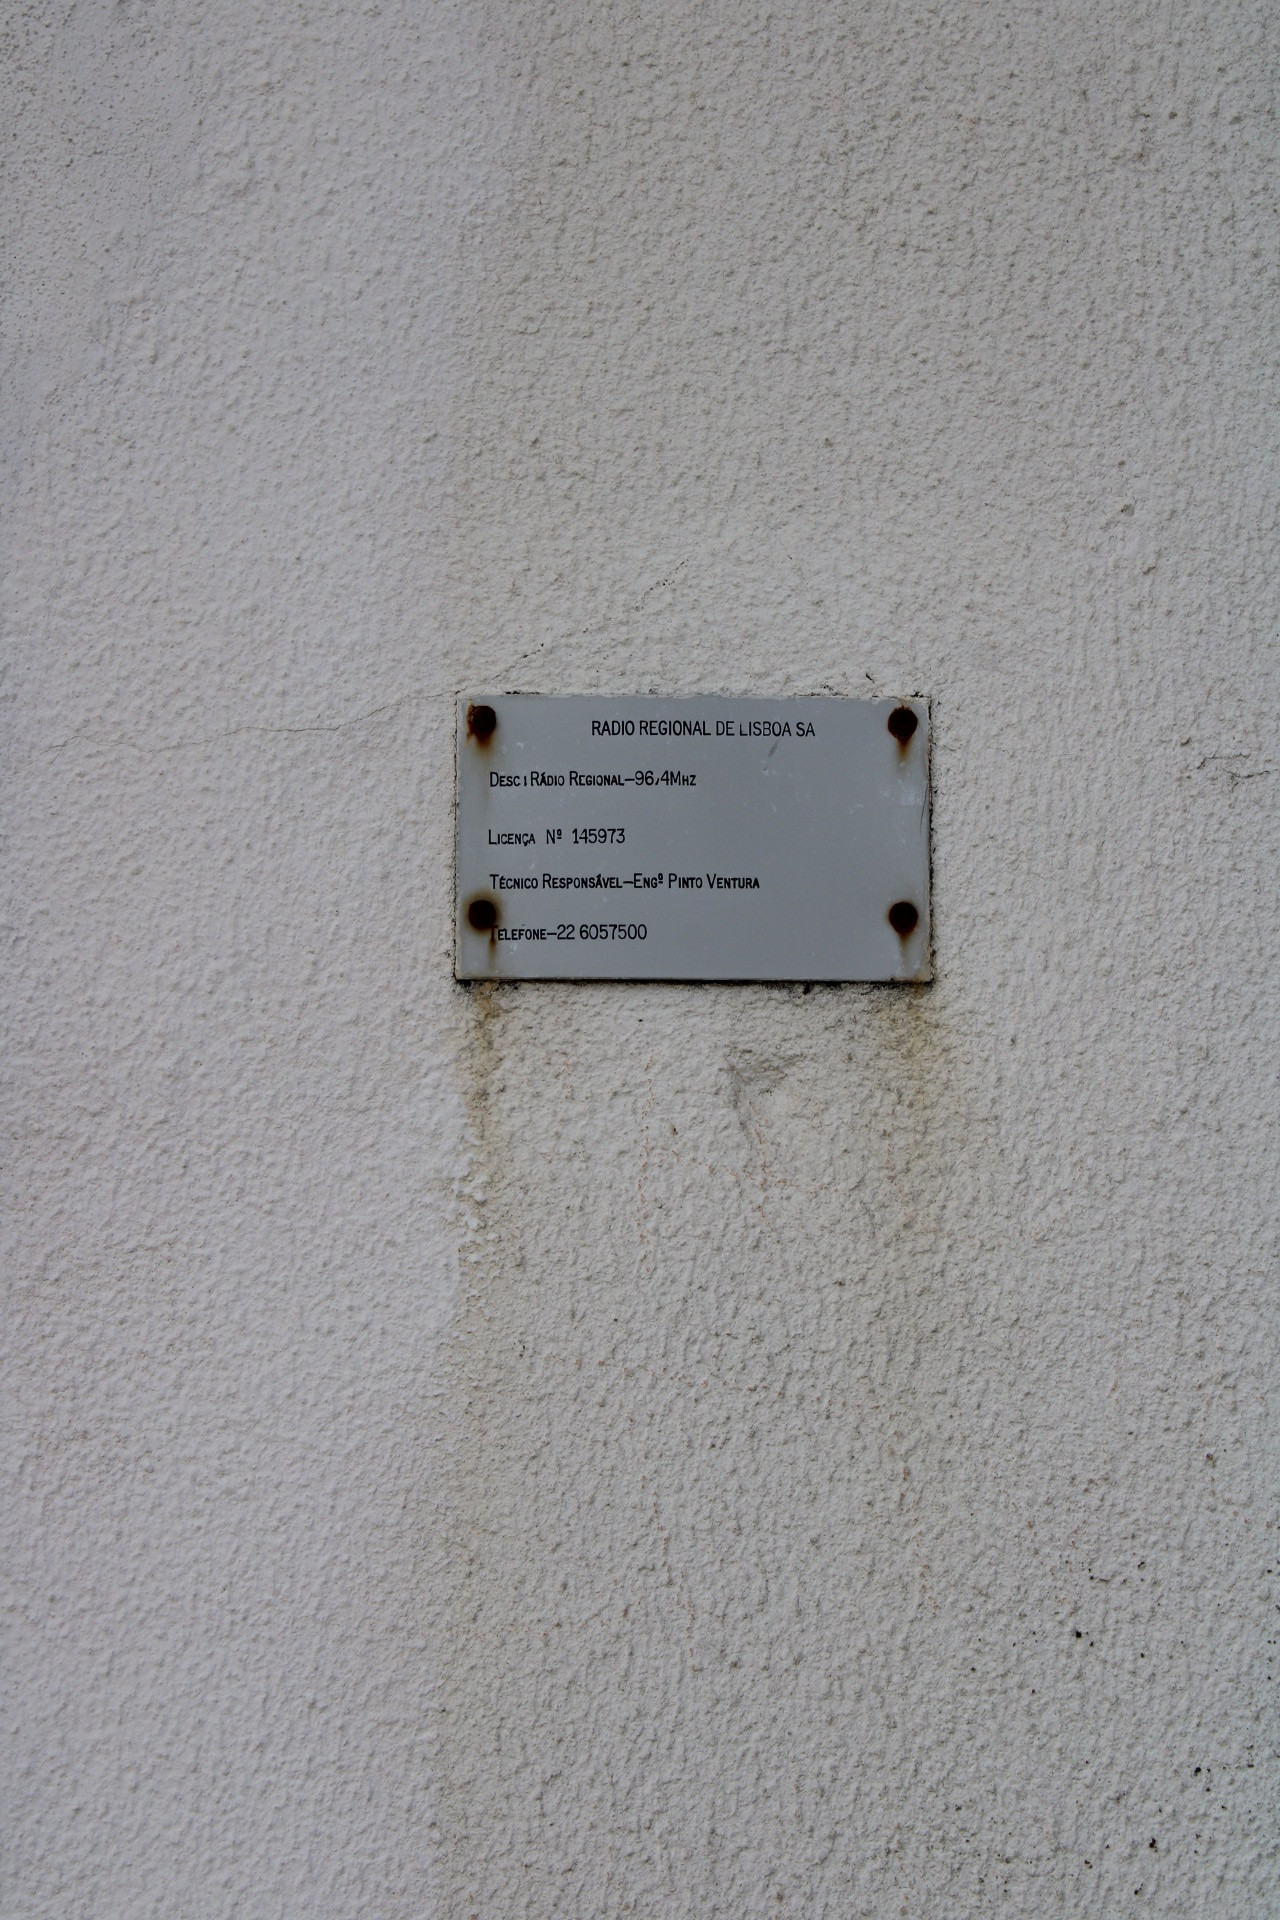 RADIO REGIONAL DE LISBOA SA
DESC : RÁDIO REGIONAL–96,4MHZ
LICENÇA Nº 145973
TÉCNICO RESPONSÁVEL–ENGº PINTO VENTURA
TELEFONE–22 6057500